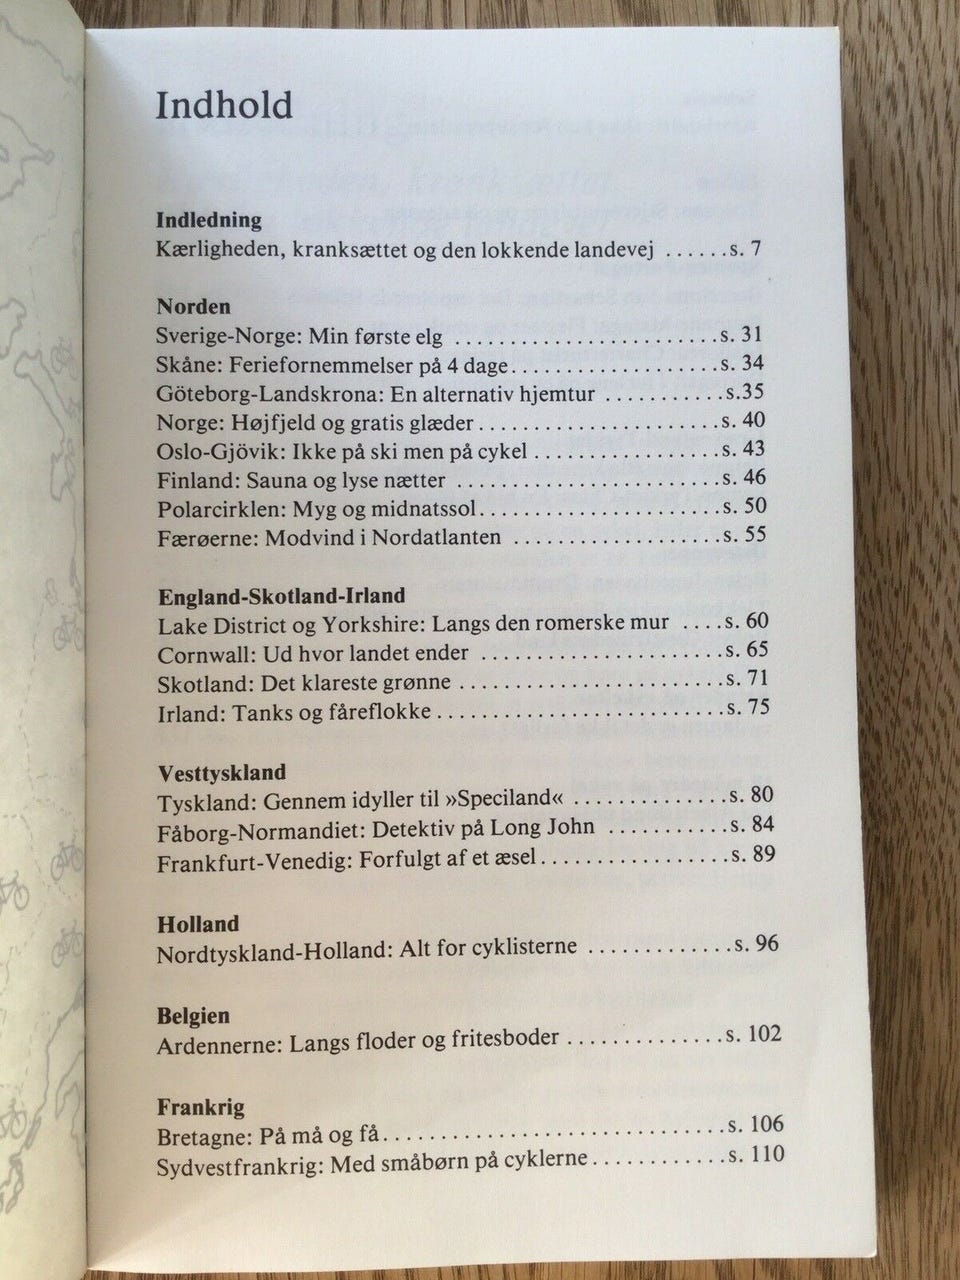 Indhold
Indledning
Kærligheden, kranksættet og den lokkende landevej ......s. 7
Norden
Sverige-Norge: Min første elg ......................s. 31
Skåne: Feriefornemmelser på 4 dage..................s. 34
Göteborg-Landskrona: En alternativ hjemtur ...........s.35
Norge: Højfjeld og gratis glæder.....................s. 40
Oslo-Gjövik: Ikke på ski men på cykel ................s. 43
Finland: Sauna og lyse nætter ......................s. 46
Polarcirklen: Myg og midnatssol.....................s. 50
Færøerne: Modvind i Nordatlanten ..................s. 55
England-Skotland-Irland
Lake District og Yorkshire: Langs den romerske mur ....s. 60
Cornwall: Ud hvor landet ender .....................s. 65
Skotland: Det klareste grønne .......................s. 71
Irland: Tanks og fåreflokke.........................s. 75
Vesttyskland
Tyskland: Gennem idyller til »Speciland« .............s. 80
Fåborg-Normandiet: Detektiv på Long John ...........s. 84
Frankfurt-Venedig: Forfulgt af et æsel.................s. 89
Holland
Nordtyskland-Holland: Alt for cyklisterne .............s. 96
Belgien
Ardennerne: Langs floder og fritesboder ..............s. 102
Frankrig
Bretagne: På må og få...............................s. 106
Sydvestfrankrig: Med småbørn på cyklerne............s. 110